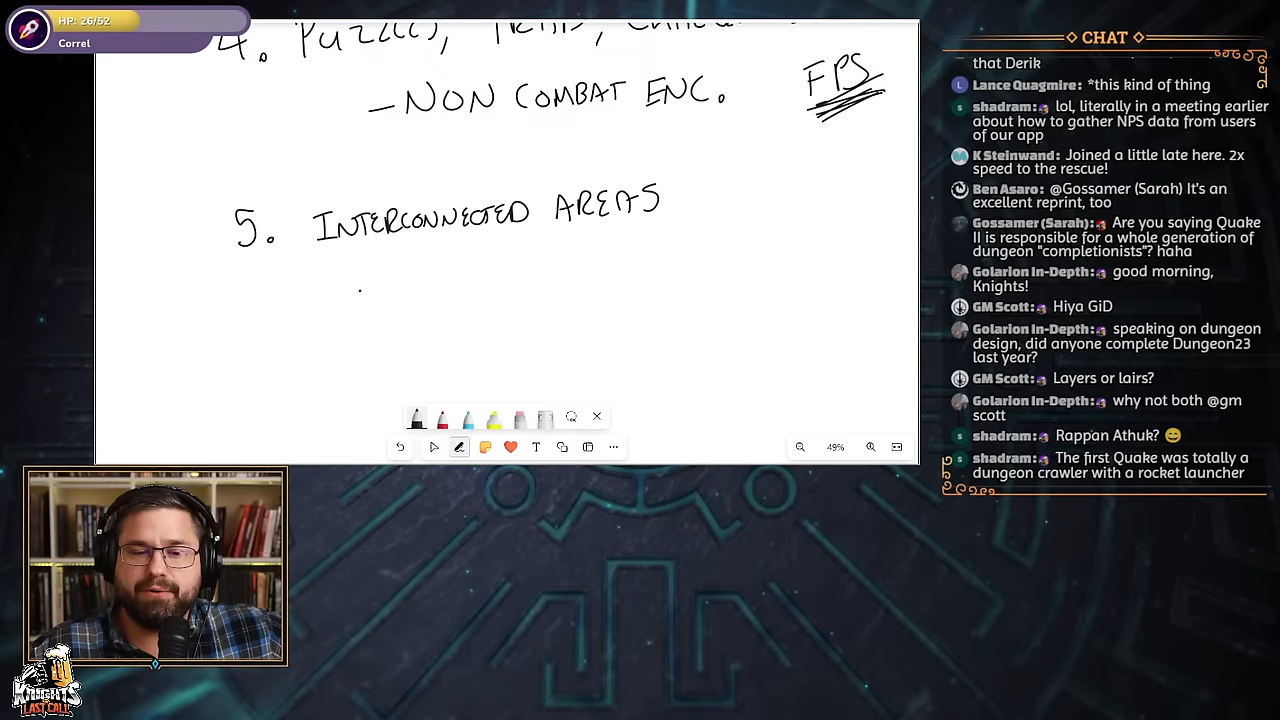 HP: 26/52
Correl
4. Puzzles,
- NON COMBAT ENC.
FPS
5. INTERCONNECTED AREAS
T
49%
CHAT
that Derik
Lance Quagmire: *this kind of thing
shadram: lol, literally in a meeting earlier
about how to gather NPS data from users
of our app
K Steinwand: Joined a little late here. 2x
speed to the rescue!
Ben Asaro: @Gossamer (Sarah) It's an
excellent reprint, too
Gossamer (Sarah): Are you saying Quake
II is responsible for a whole generation of
dungeon "completionists"? haha
Golarion In-Depth: good morning,
Knights!
GM Scott: Hiya GiD
Golarion In-Depth: speaking on dungeon
design, did anyone complete Dungeon23
last year?
GM Scott: Layers or lairs?
Golarion In-Depth: why not both @gm
scott
shadram: Rappan Athuk? 😄
shadram: The first Quake was totally a
dungeon crawler with a rocket launcher
KNIGHTS
LAST CALL